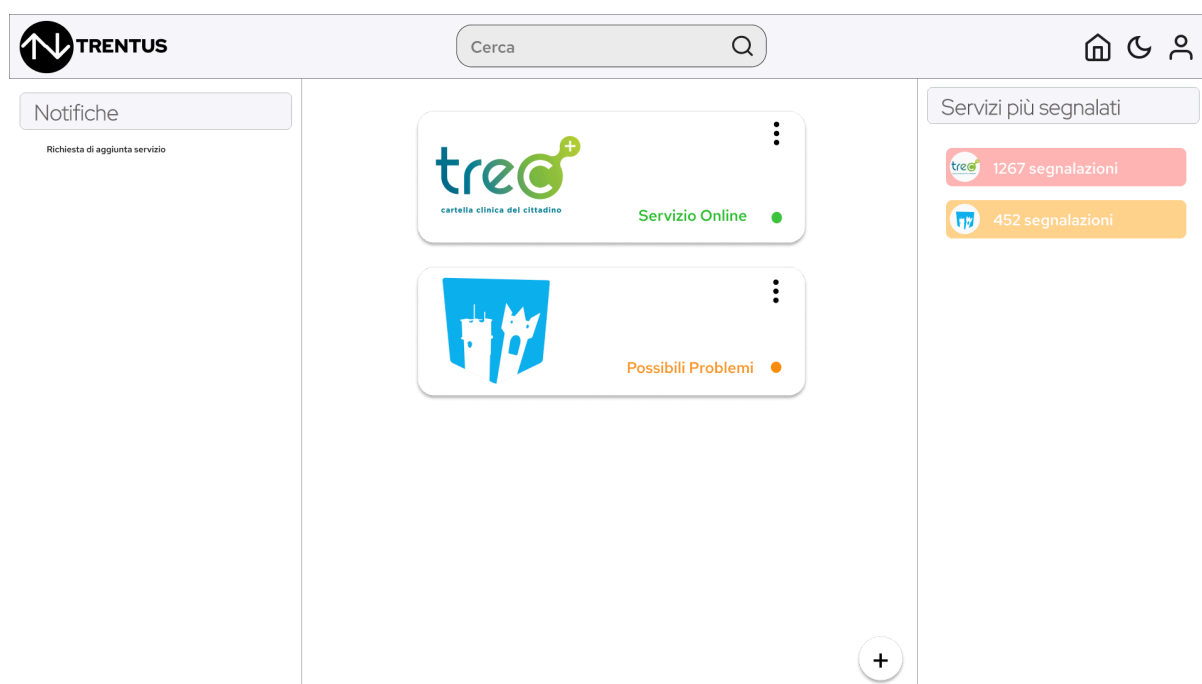 TRENTUS
Cerca
Notifiche
Richiesta di aggiunta servizio
trec+
cartella clinica del cittadino
Servizio Online
Possibili Problemi
Servizi più segnalati
trec
1267 segnalazioni
452 segnalazioni
+